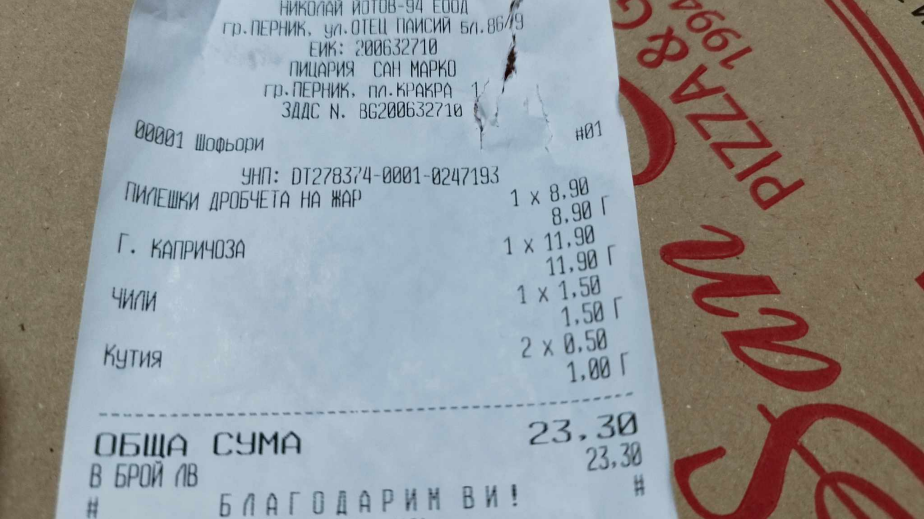 НИКОЛАЙ ЙОТОВ-94 ЕООД
гр.ПЕРНИК, ул.ОТЕЦ ПАИСИЙ бл.86/9
ЕИК: 200632710
ПИЦАРИЯ САН МАРКО
гр.ПЕРНИК, пл.КРАКРА 1
ЗДДС N. BG200632710
00001 Шофьори #01
УНП: DT278374-0001-0247193
ПИЛЕШКИ ДРОБЧЕТА НА ЖАР 1 x 8,90
8,90 Г
Г. КАПРИЧОЗА 1 x 11,90
11,90 Г
ЧИЛИ 1 x 1,50
1,50 Г
Кутия 2 x 0,50
1,00 Г
ОБЩА СУМА 23,30
В БРОЙ ЛВ 23,30
# БЛАГОДАРИМ ВИ! #
PIZZA & G
1994
San